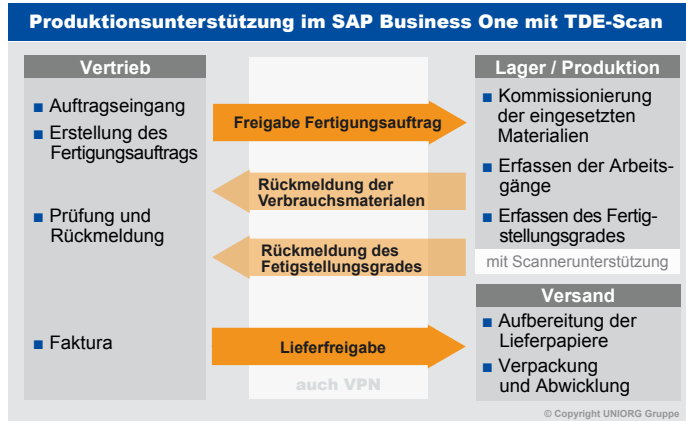 Produktionsunterstützung im SAP Business One mit TDE-Scan
Vertrieb
■ Auftragseingang
■ Erstellung des
Fertigungsauftrags
■ Prüfung und
Rückmeldung
■ Faktura
Freigabe Fertigungsauftrag
Rückmeldung der
Verbrauchsmaterialen
Rückmeldung des
Fetigstellungsgrades
Lieferfreigabe
auch VPN
Lager / Produktion
■ Kommissionierung
der eingesetzten
Materialien
■ Erfassen der Arbeits-
gänge
■ Erfassen des Fertig-
stellungsgrades
mit Scannerunterstützung
Versand
■ Aufbereitung der
Lieferpapiere
■ Verpackung
und Abwicklung
© Copyright UNIORG Gruppe